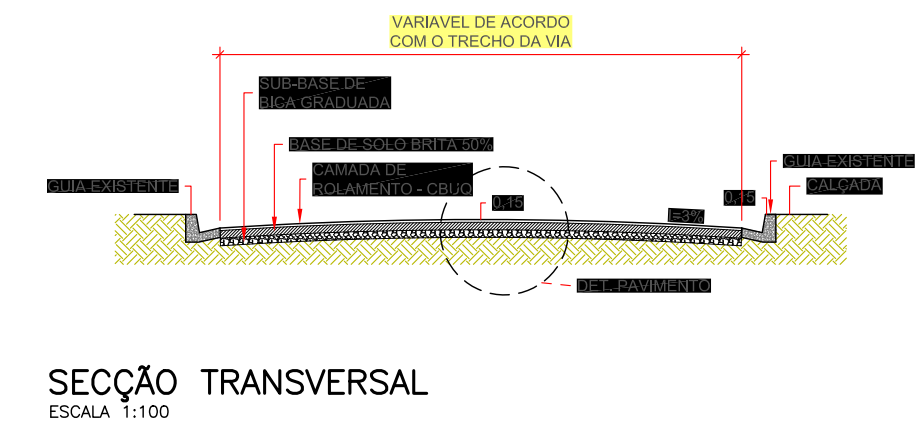 VARIAVEL DE ACORDO
COM O TRECHO DA VIA
SUB-BASE DE
BICA GRADUADA
BASE DE SOLO BRITA 50%
CAMADA DE
ROLAMENTO - CBUQ
GUIA EXISTENTE
0,15
I=3%
0,15
GUIA EXISTENTE
CALÇADA
DET. PAVIMENTO
SECÇÃO TRANSVERSAL
ESCALA 1:100